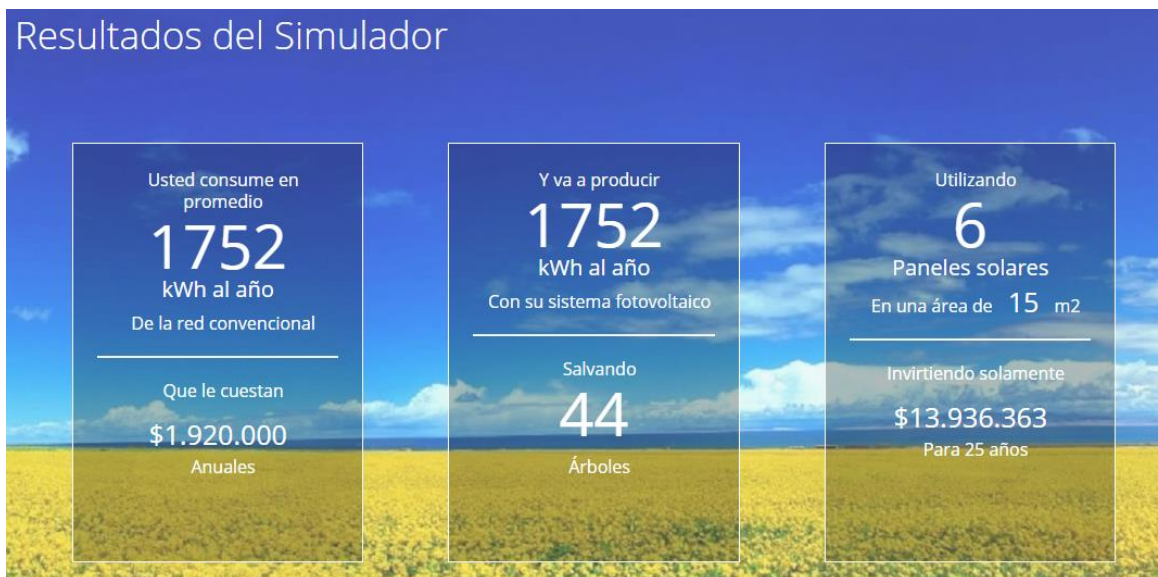 Resultados del Simulador
Usted consume en
promedio
1752
kWh al año
De la red convencional
Que le cuestan
$1.920.000
Anuales
Y va a producir
1752
kWh al año
Con su sistema fotovoltaico
Salvando
44
Árboles
Utilizando
6
Paneles solares
En una área de 15 m2
Invirtiendo solamente
$13.936.363
Para 25 años